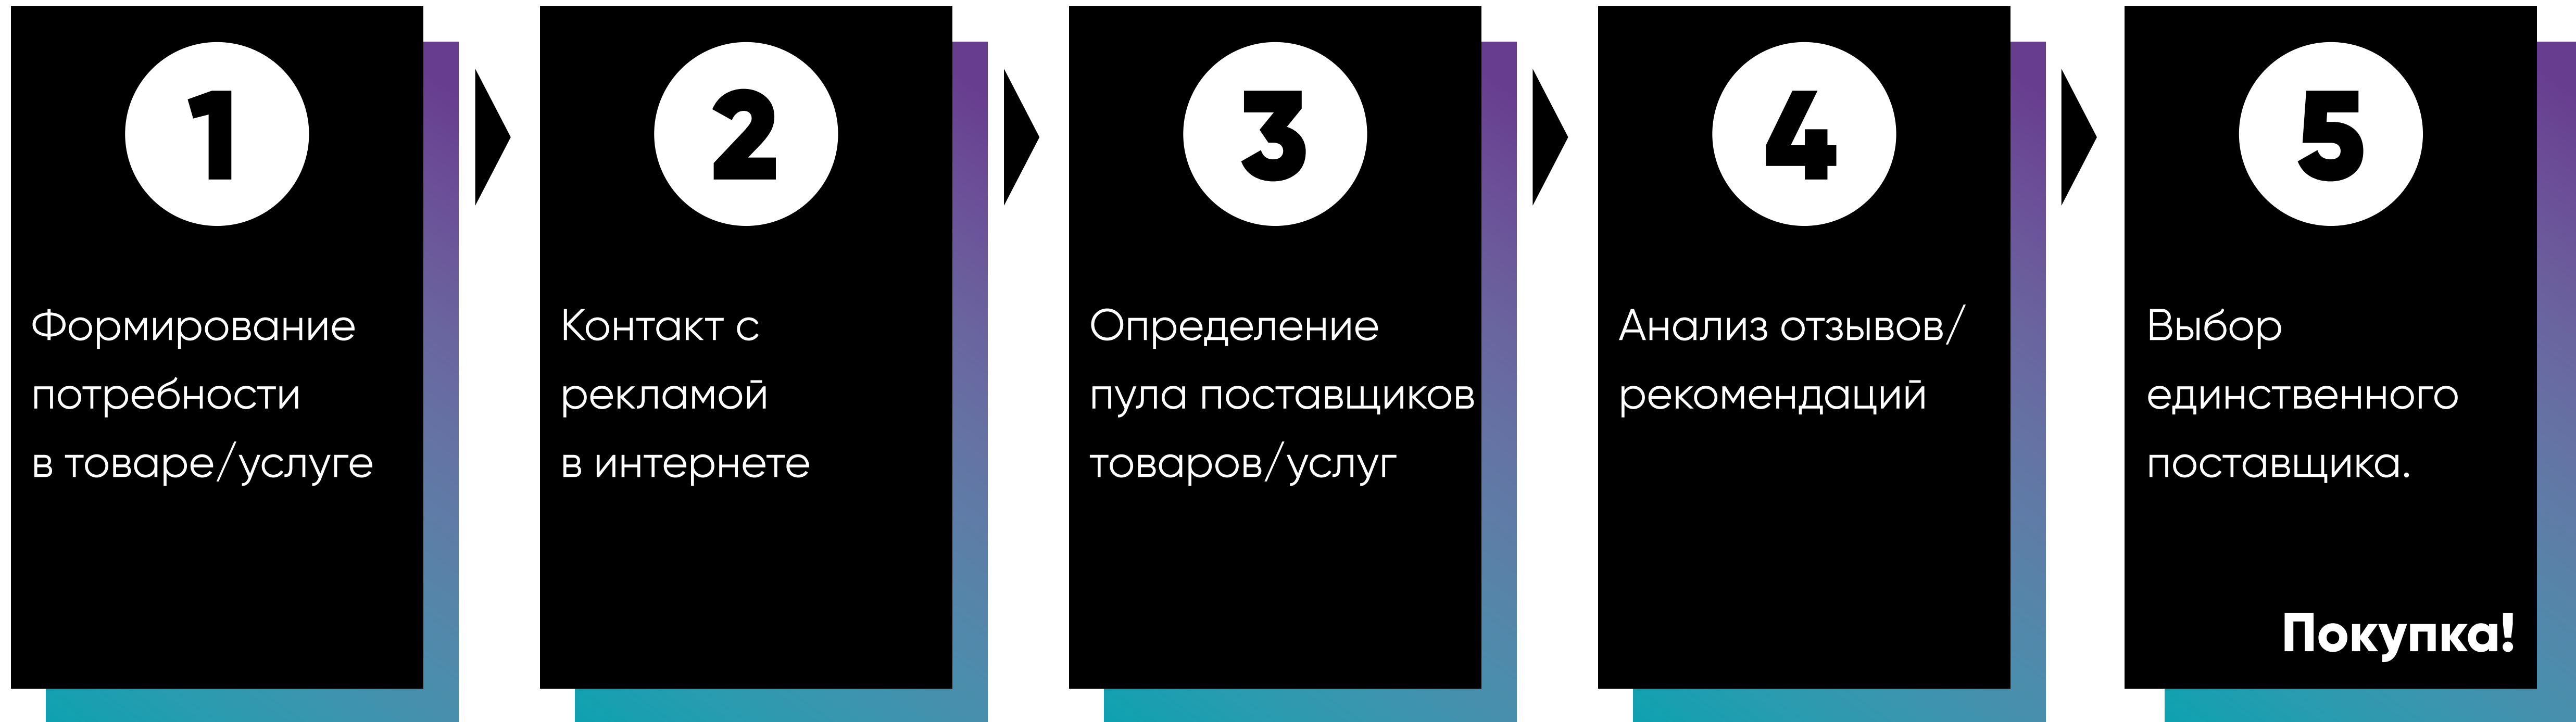 1
Формирование
потребности
в товаре/услуге
2
Контакт с
рекламой
в интернете
3
Определение
пула поставщиков
товаров/услуг
4
Анализ отзывов/
рекомендаций
5
Выбор
единственного
поставщика.
Покупка!